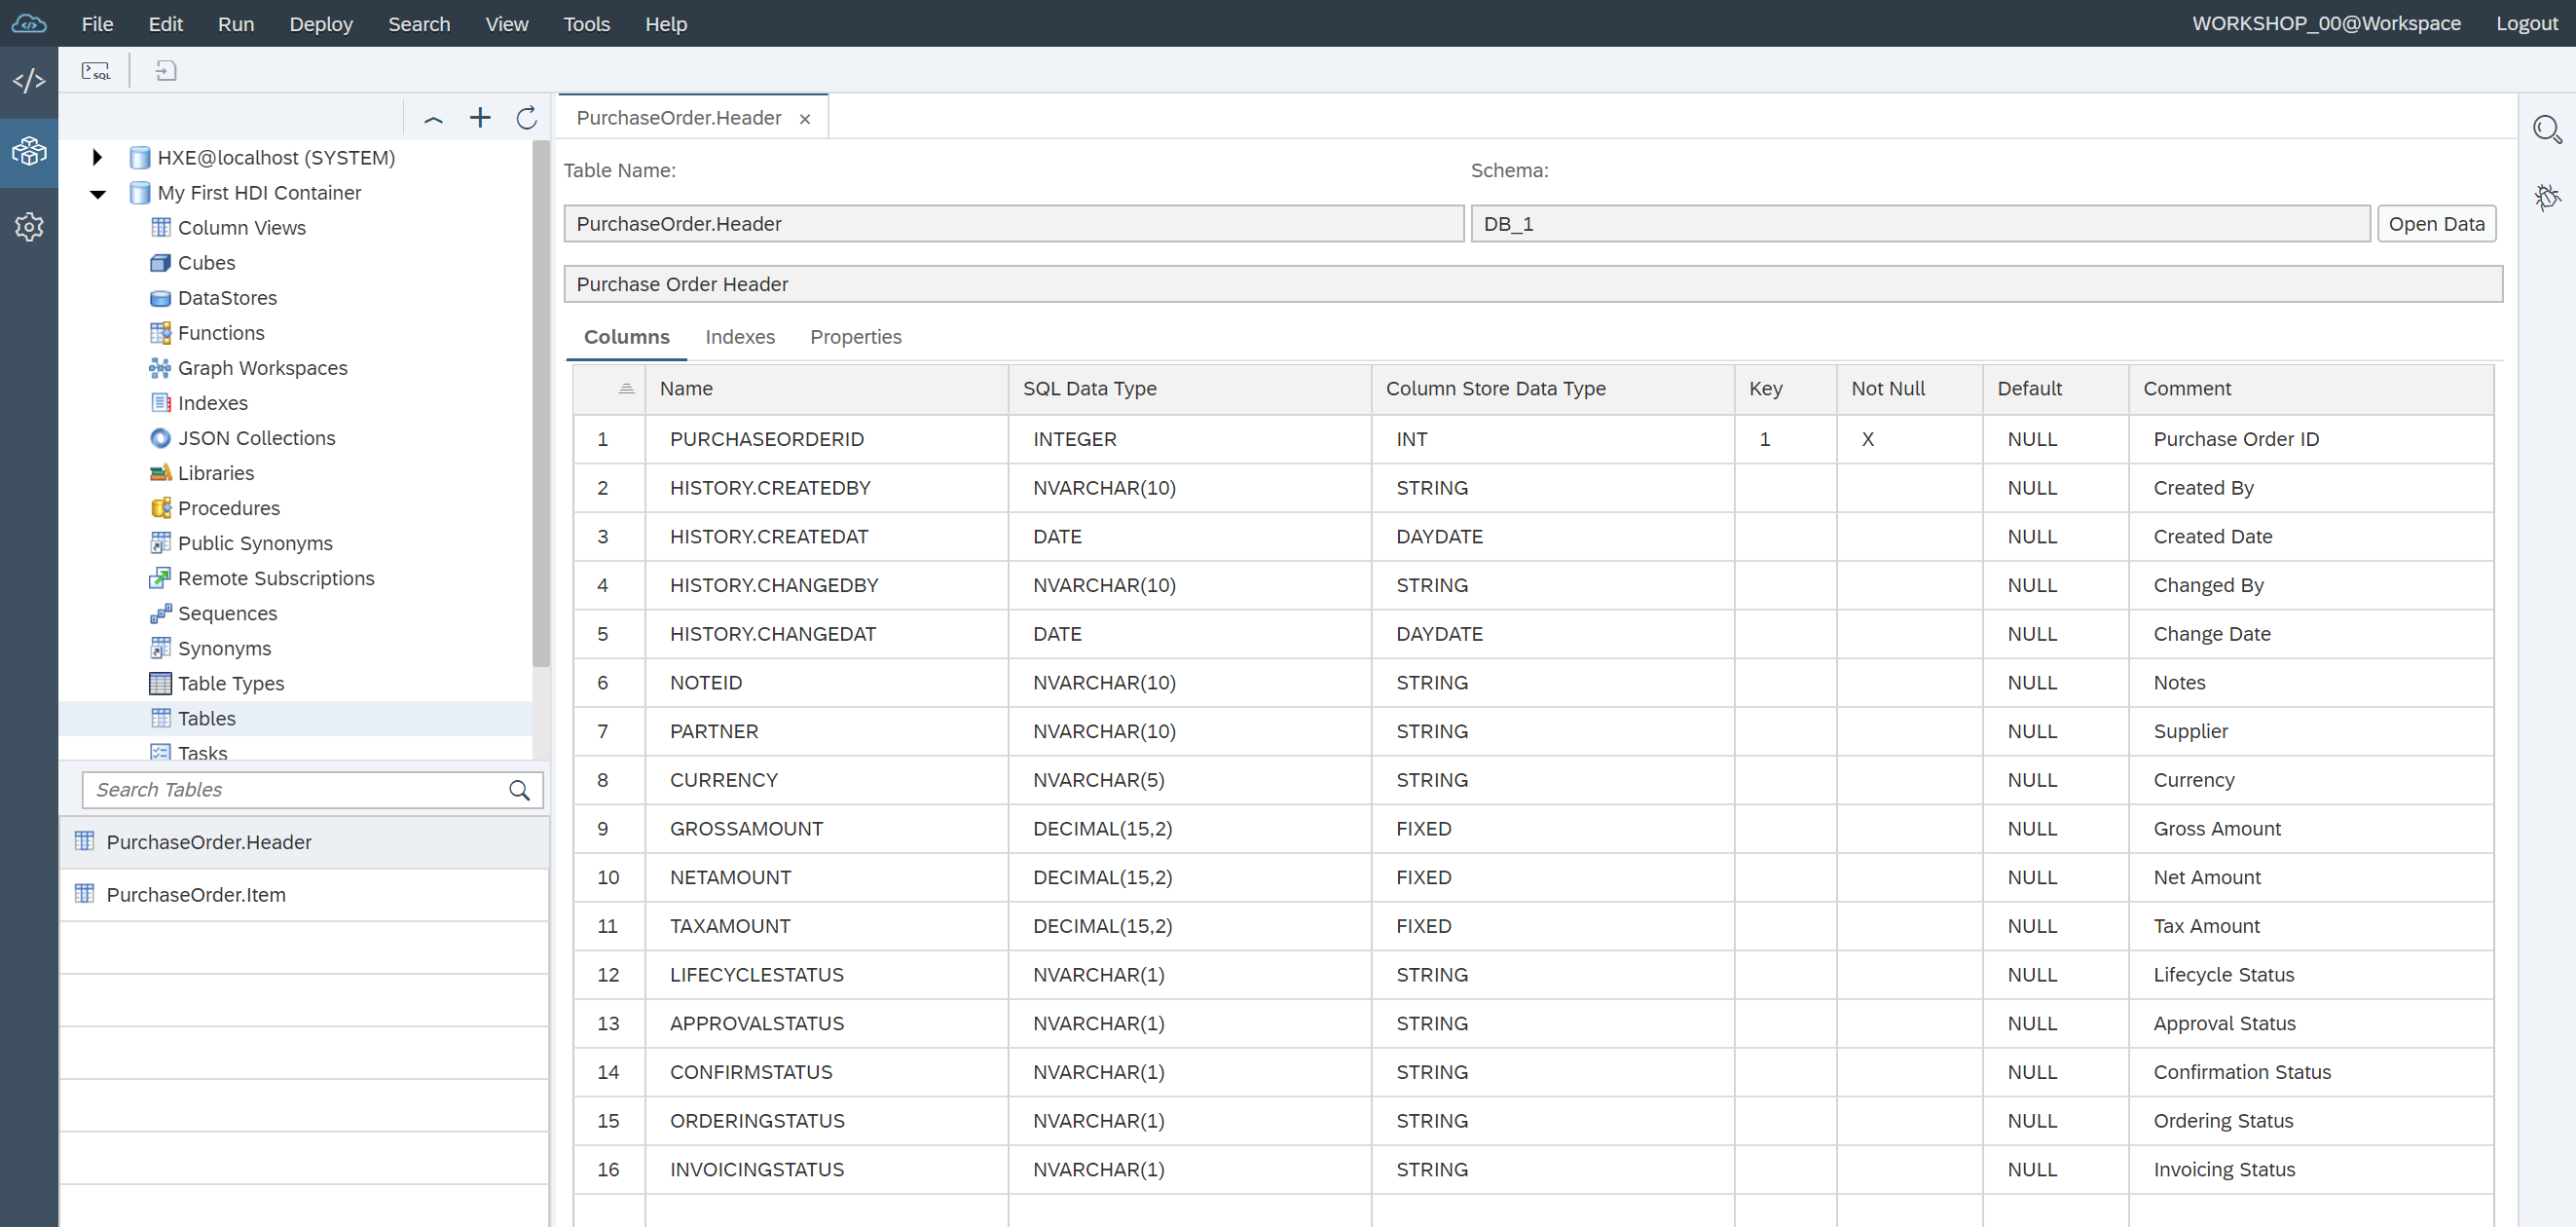 File Edit Run Deploy Search View Tools Help WORKSHOP_00@Workspace Logout
SQL
HXE@localhost (SYSTEM)
My First HDI Container
Column Views
Cubes
DataStores
Functions
Graph Workspaces
Indexes
JSON Collections
Libraries
Procedures
Public Synonyms
Remote Subscriptions
Sequences
Synonyms
Table Types
Tables
Tasks
Search Tables
PurchaseOrder.Header
PurchaseOrder.Item
PurchaseOrder.Header
Table Name: Schema:
PurchaseOrder.Header DB_1 Open Data
Purchase Order Header
Columns Indexes Properties
Name SQL Data Type Column Store Data Type Key Not Null Default Comment
1 PURCHASEORDERID INTEGER INT 1 X NULL Purchase Order ID
2 HISTORY.CREATEDBY NVARCHAR(10) STRING NULL Created By
3 HISTORY.CREATEDAT DATE DAYDATE NULL Created Date
4 HISTORY.CHANGEDBY NVARCHAR(10) STRING NULL Changed By
5 HISTORY.CHANGEDAT DATE DAYDATE NULL Change Date
6 NOTEID NVARCHAR(10) STRING NULL Notes
7 PARTNER NVARCHAR(10) STRING NULL Supplier
8 CURRENCY NVARCHAR(5) STRING NULL Currency
9 GROSSAMOUNT DECIMAL(15,2) FIXED NULL Gross Amount
10 NETAMOUNT DECIMAL(15,2) FIXED NULL Net Amount
11 TAXAMOUNT DECIMAL(15,2) FIXED NULL Tax Amount
12 LIFECYCLESTATUS NVARCHAR(1) STRING NULL Lifecycle Status
13 APPROVALSTATUS NVARCHAR(1) STRING NULL Approval Status
14 CONFIRMSTATUS NVARCHAR(1) STRING NULL Confirmation Status
15 ORDERINGSTATUS NVARCHAR(1) STRING NULL Ordering Status
16 INVOICINGSTATUS NVARCHAR(1) STRING NULL Invoicing Status